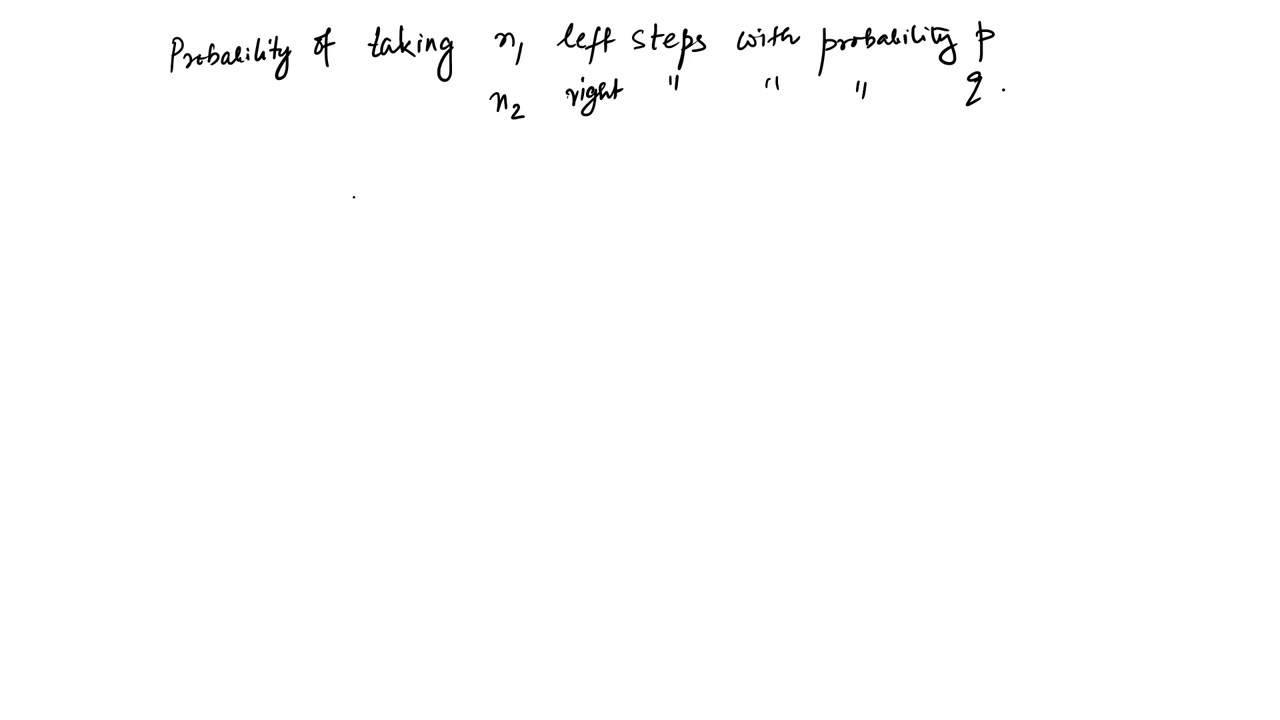 Probability of taking n₁ left steps with probability p
n₂ right " " " q.